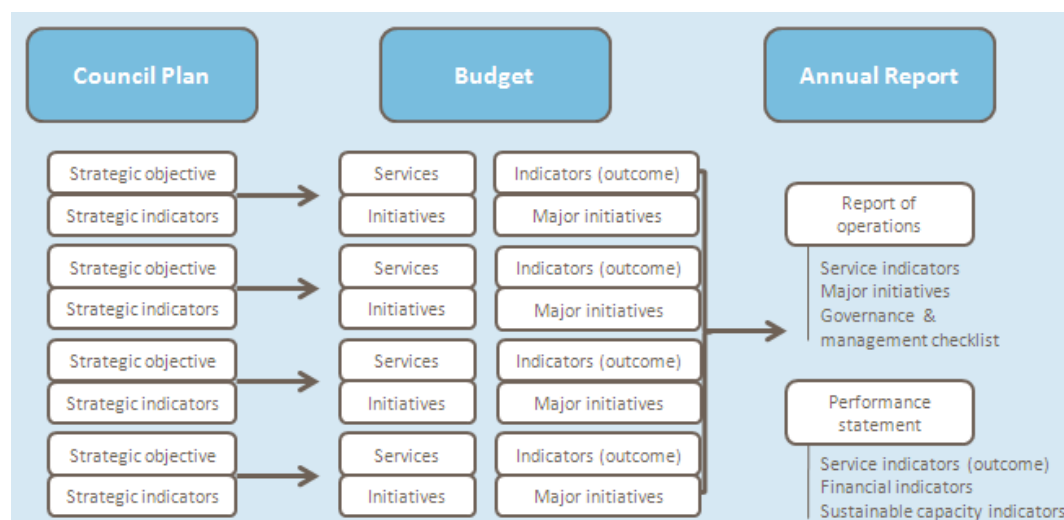 Council Plan
Budget
Annual Report
Strategic objective
Strategic indicators
Services
Initiatives
Indicators (outcome)
Major initiatives
Strategic objective
Strategic indicators
Services
Initiatives
Indicators (outcome)
Major initiatives
Strategic objective
Strategic indicators
Services
Initiatives
Indicators (outcome)
Major initiatives
Strategic objective
Strategic indicators
Services
Initiatives
Indicators (outcome)
Major initiatives
Report of
operations
Service indicators
Major initiatives
Governance &
management checklist
Performance
statement
Service indicators (outcome)
Financial indicators
Sustainable capacity indicators